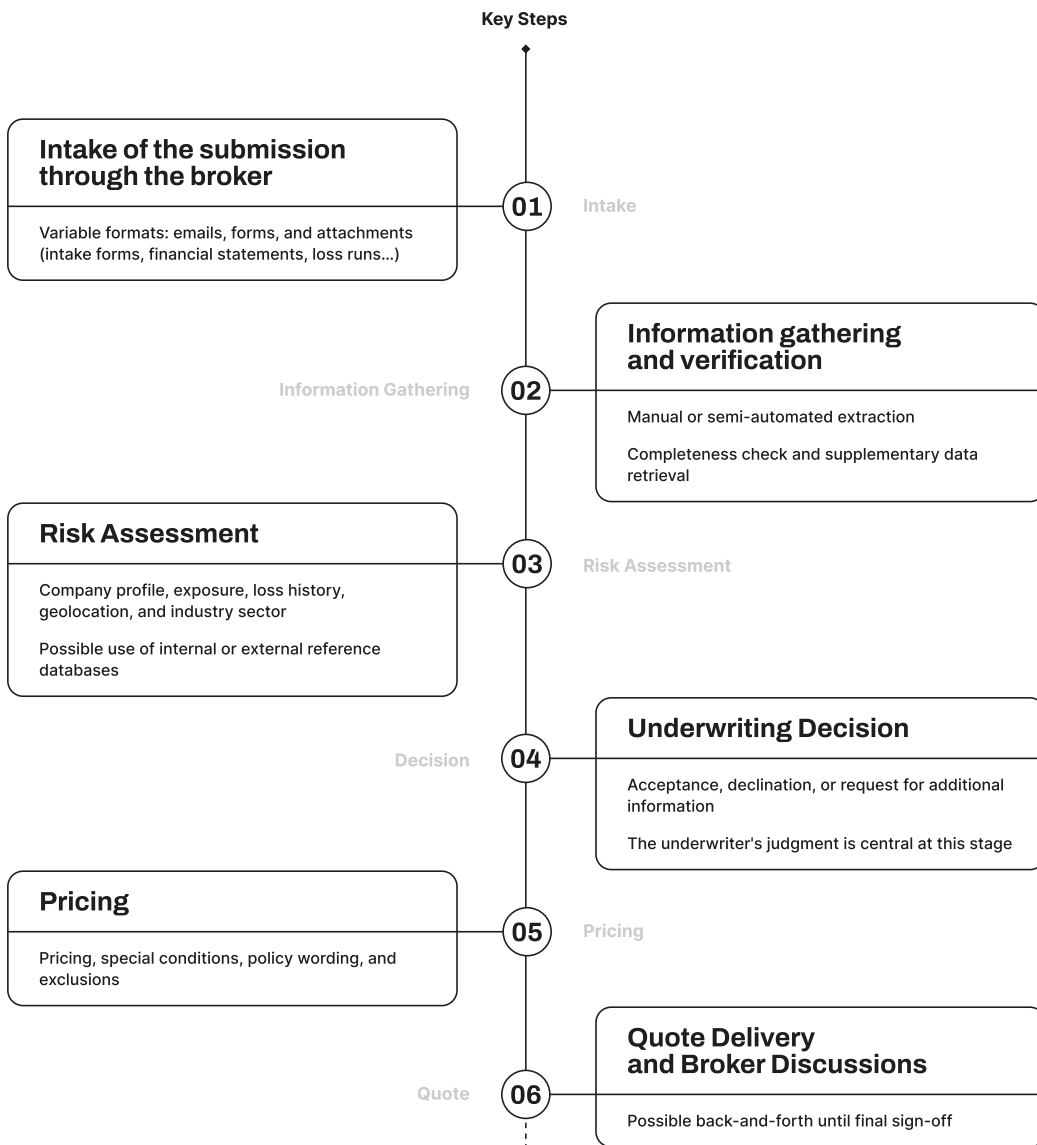 Key Steps
Intake of the submission
through the broker
01
Intake
Variable formats: emails, forms, and attachments
(intake forms, financial statements, loss runs...)
Information gathering
and verification
Information Gathering
02
Manual or semi-automated extraction
Completeness check and supplementary data
retrieval
Risk Assessment
03
Risk Assessment
Company profile, exposure, loss history,
geolocation, and industry sector
Possible use of internal or external reference
databases
Underwriting Decision
Decision
04
Acceptance, declination, or request for additional
information
The underwriter's judgment is central at this stage
Pricing
05
Pricing
Pricing, special conditions, policy wording, and
exclusions
Quote Delivery
and Broker Discussions
Quote
06
Possible back-and-forth until final sign-off